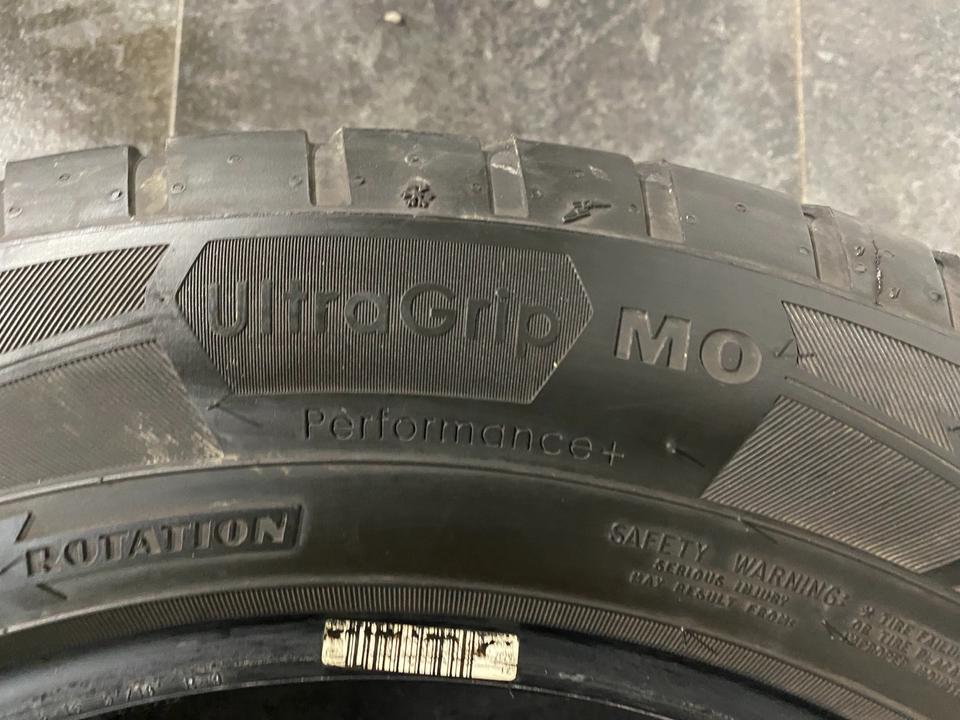 UltraGrip
MO
Performance+
ROTATION
SAFETY WARNING:
SERIOUS INJURY
MAY RESULT FROM